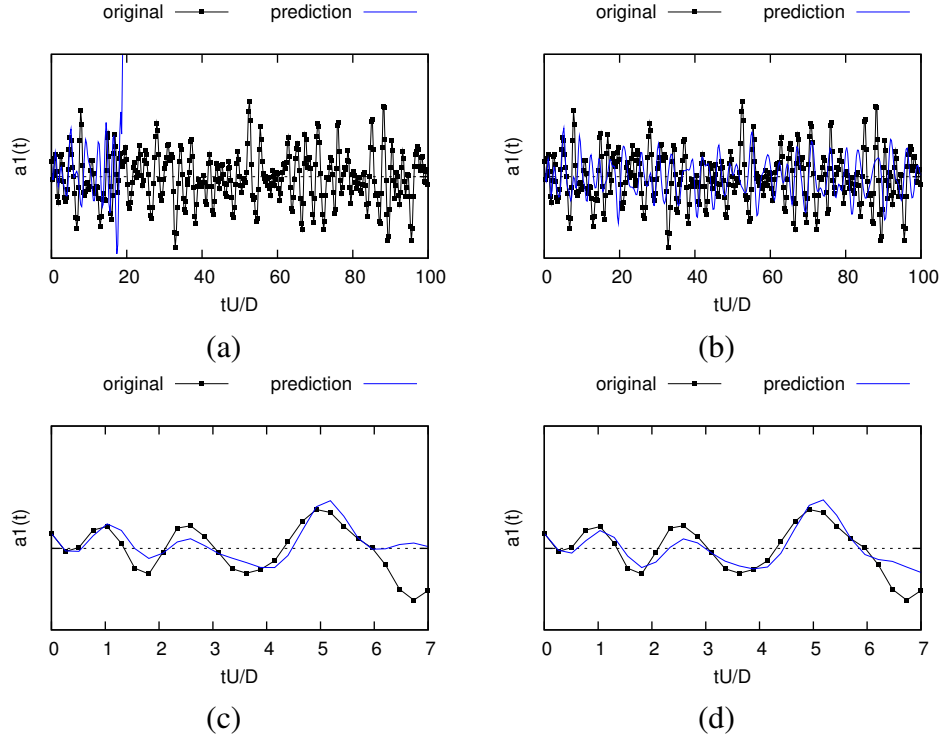 original prediction original prediction
a1(t) a1(t)
0 20 40 60 80 100 0 20 40 60 80 100
tU/D tU/D
(a) (b)
original prediction original prediction
a1(t) a1(t)
0 1 2 3 4 5 6 7 0 1 2 3 4 5 6 7
tU/D tU/D
(c) (d)